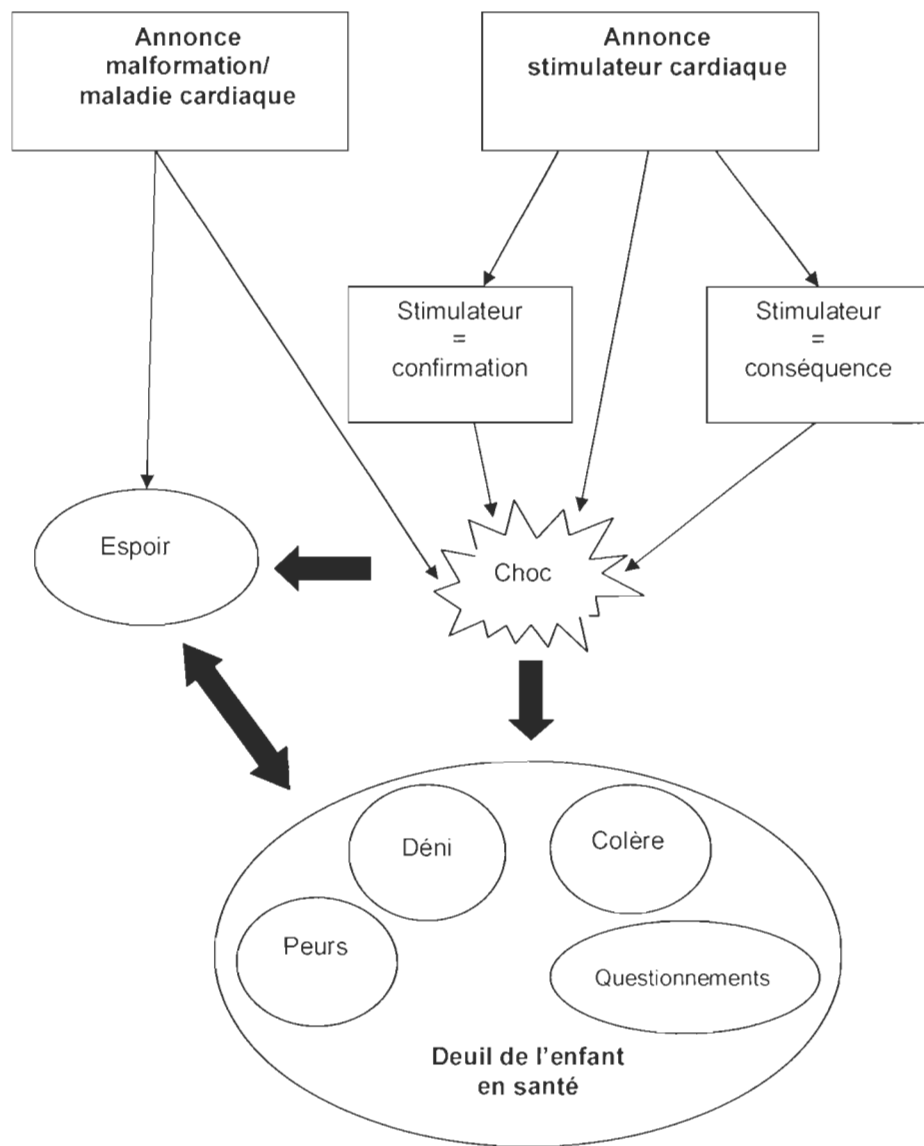 Annonce
malformation/
maladie cardiaque
Annonce
stimulateur cardiaque
Stimulateur
=
confirmation
Stimulateur
=
conséquence
Espoir
Choc
Déni
Colère
Peurs
Questionnements
Deuil de l'enfant
en santé